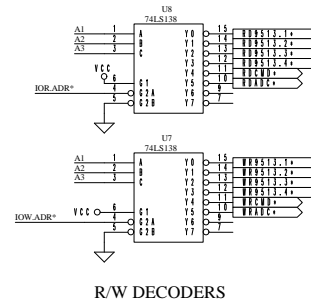 U8
74LS138
A1 1 A Y0 15 RD9513.1*
A2 2 B Y1 14 RD9513.2*
A3 3 C Y2 13 RD9513.3*
Y3 12 RD9513.4*
VCC Y4 11 RDCMD*
6 G1 Y5 10 RDADC*
IOR.ADR* 4 G2A Y6 9
5 G2B Y7 7
U7
74LS138
A1 1 A Y0 15 WR9513.1*
A2 2 B Y1 14 WR9513.2*
A3 3 C Y2 13 WR9513.3*
Y3 12 WR9513.4*
Y4 11 WRCMD*
VCC 6 G1 Y5 10 WRADC*
IOW.ADR* 4 G2A Y6 9
5 G2B Y7 7
R/W DECODERS